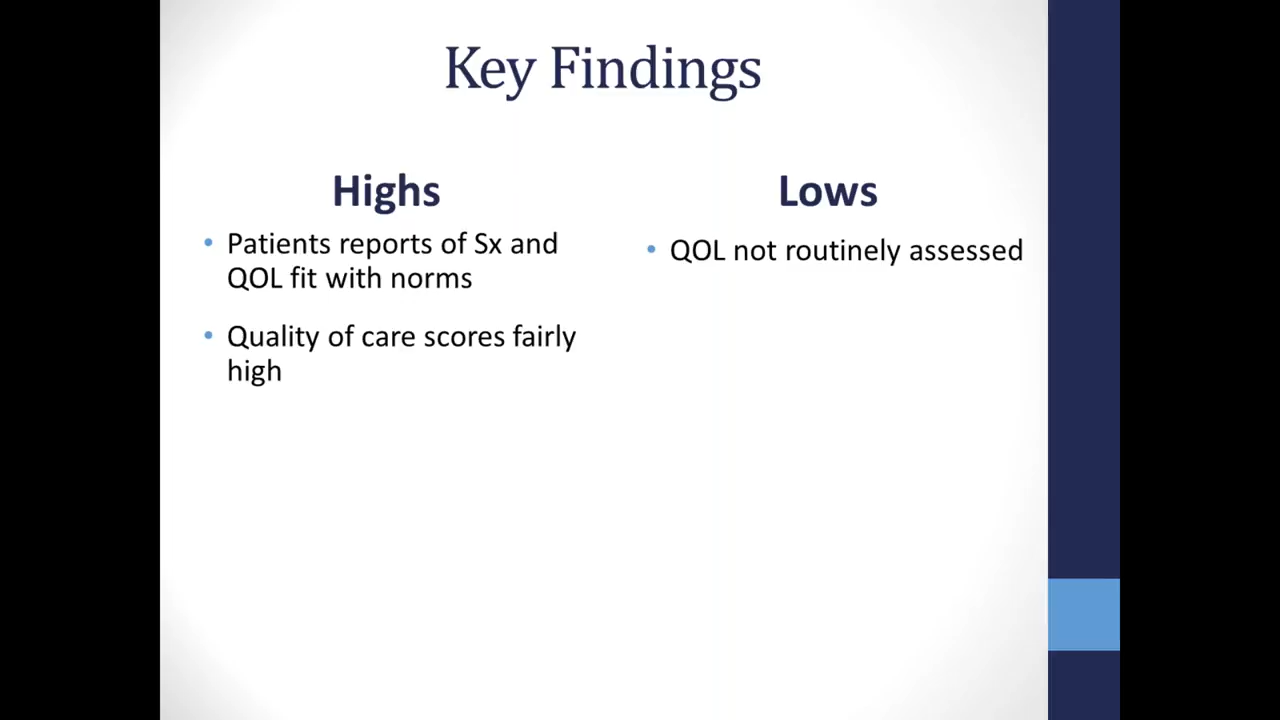 Key Findings
Highs
Patients reports of Sx and
QOL fit with norms
Quality of care scores fairly
high
Lows
QOL not routinely assessed